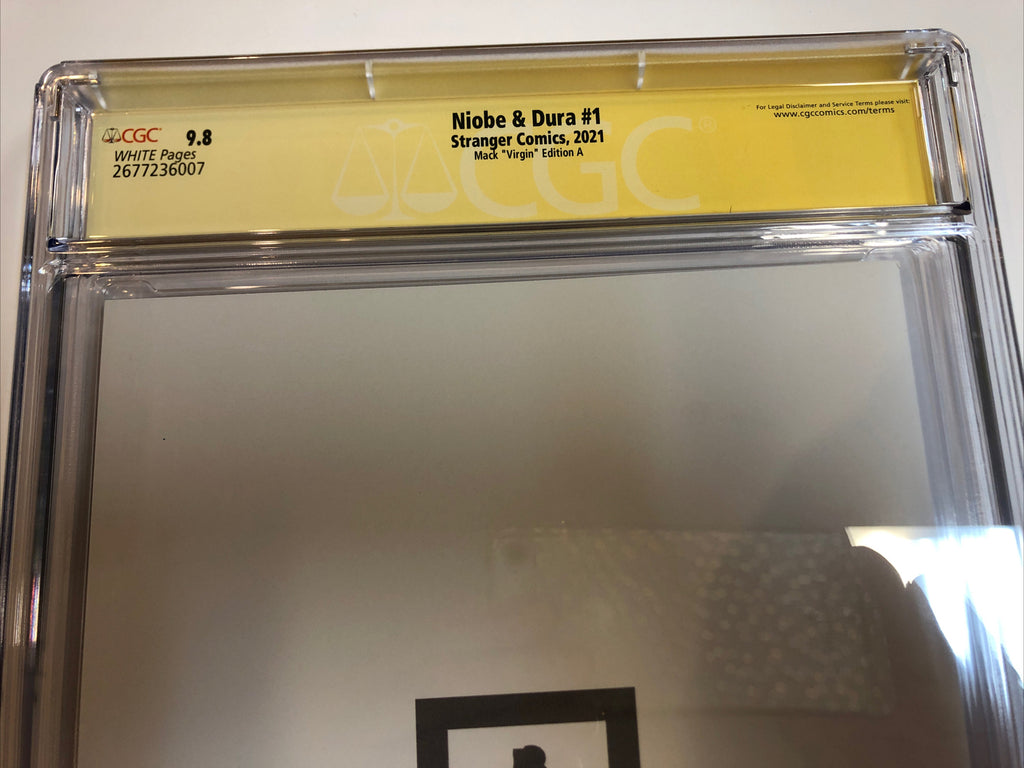 CGC 9.8
WHITE Pages
2677236007
Niobe & Dura #1
Stranger Comics, 2021
Mack "Virgin" Edition A
For Legal Disclaimer and Service Terms please visit:
www.cgccomics.com/terms
CGC®